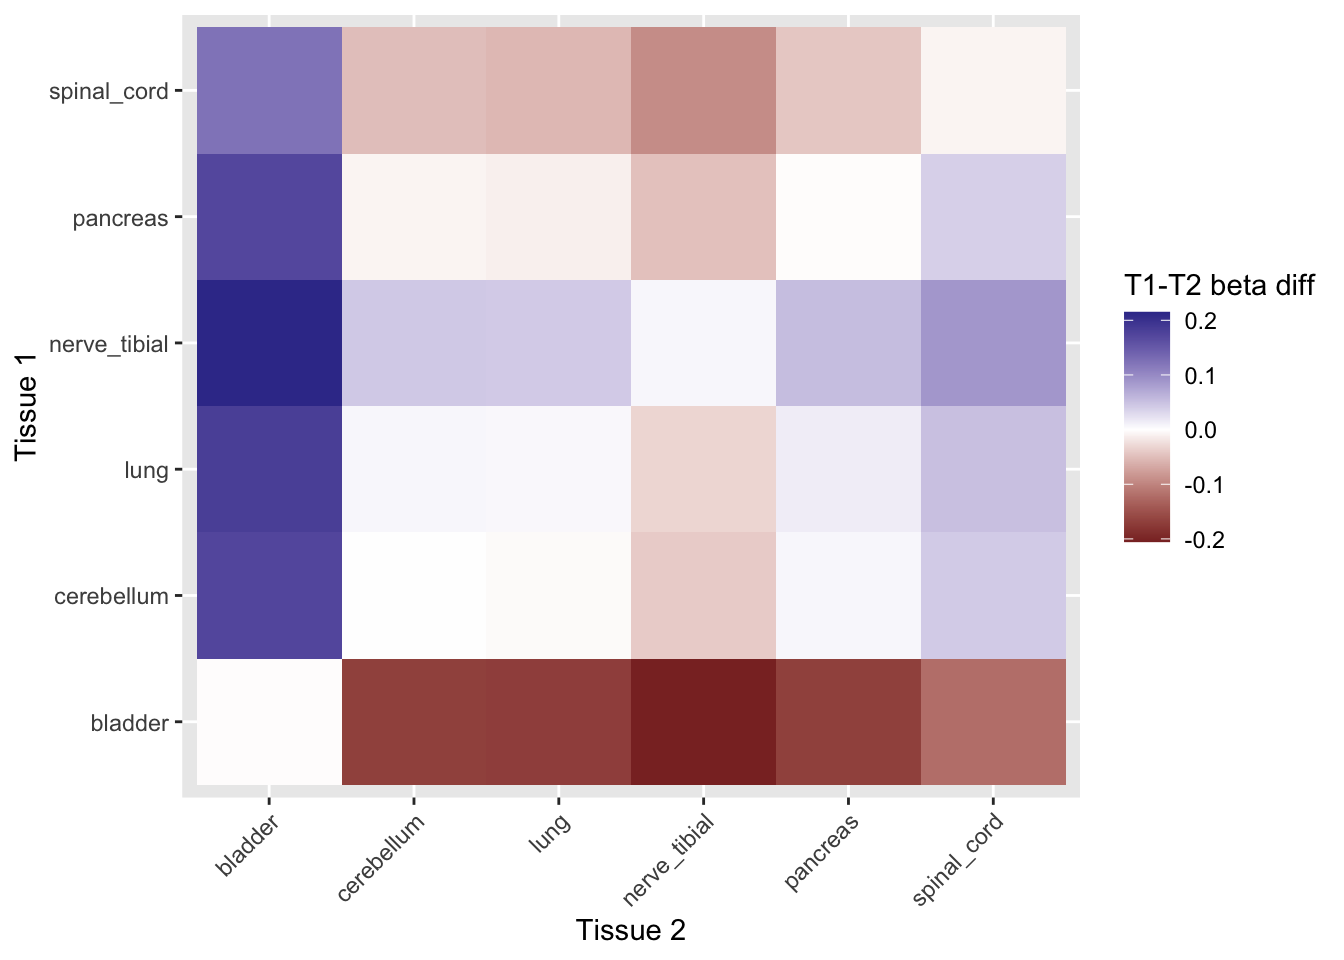 spinal_cord
pancreas
nerve_tibial
lung
cerebellum
bladder
Tissue 1
bladder
cerebellum
lung
nerve_tibial
pancreas
spinal_cord
Tissue 2
T1-T2 beta diff
0.2
0.1
0.0
-0.1
-0.2